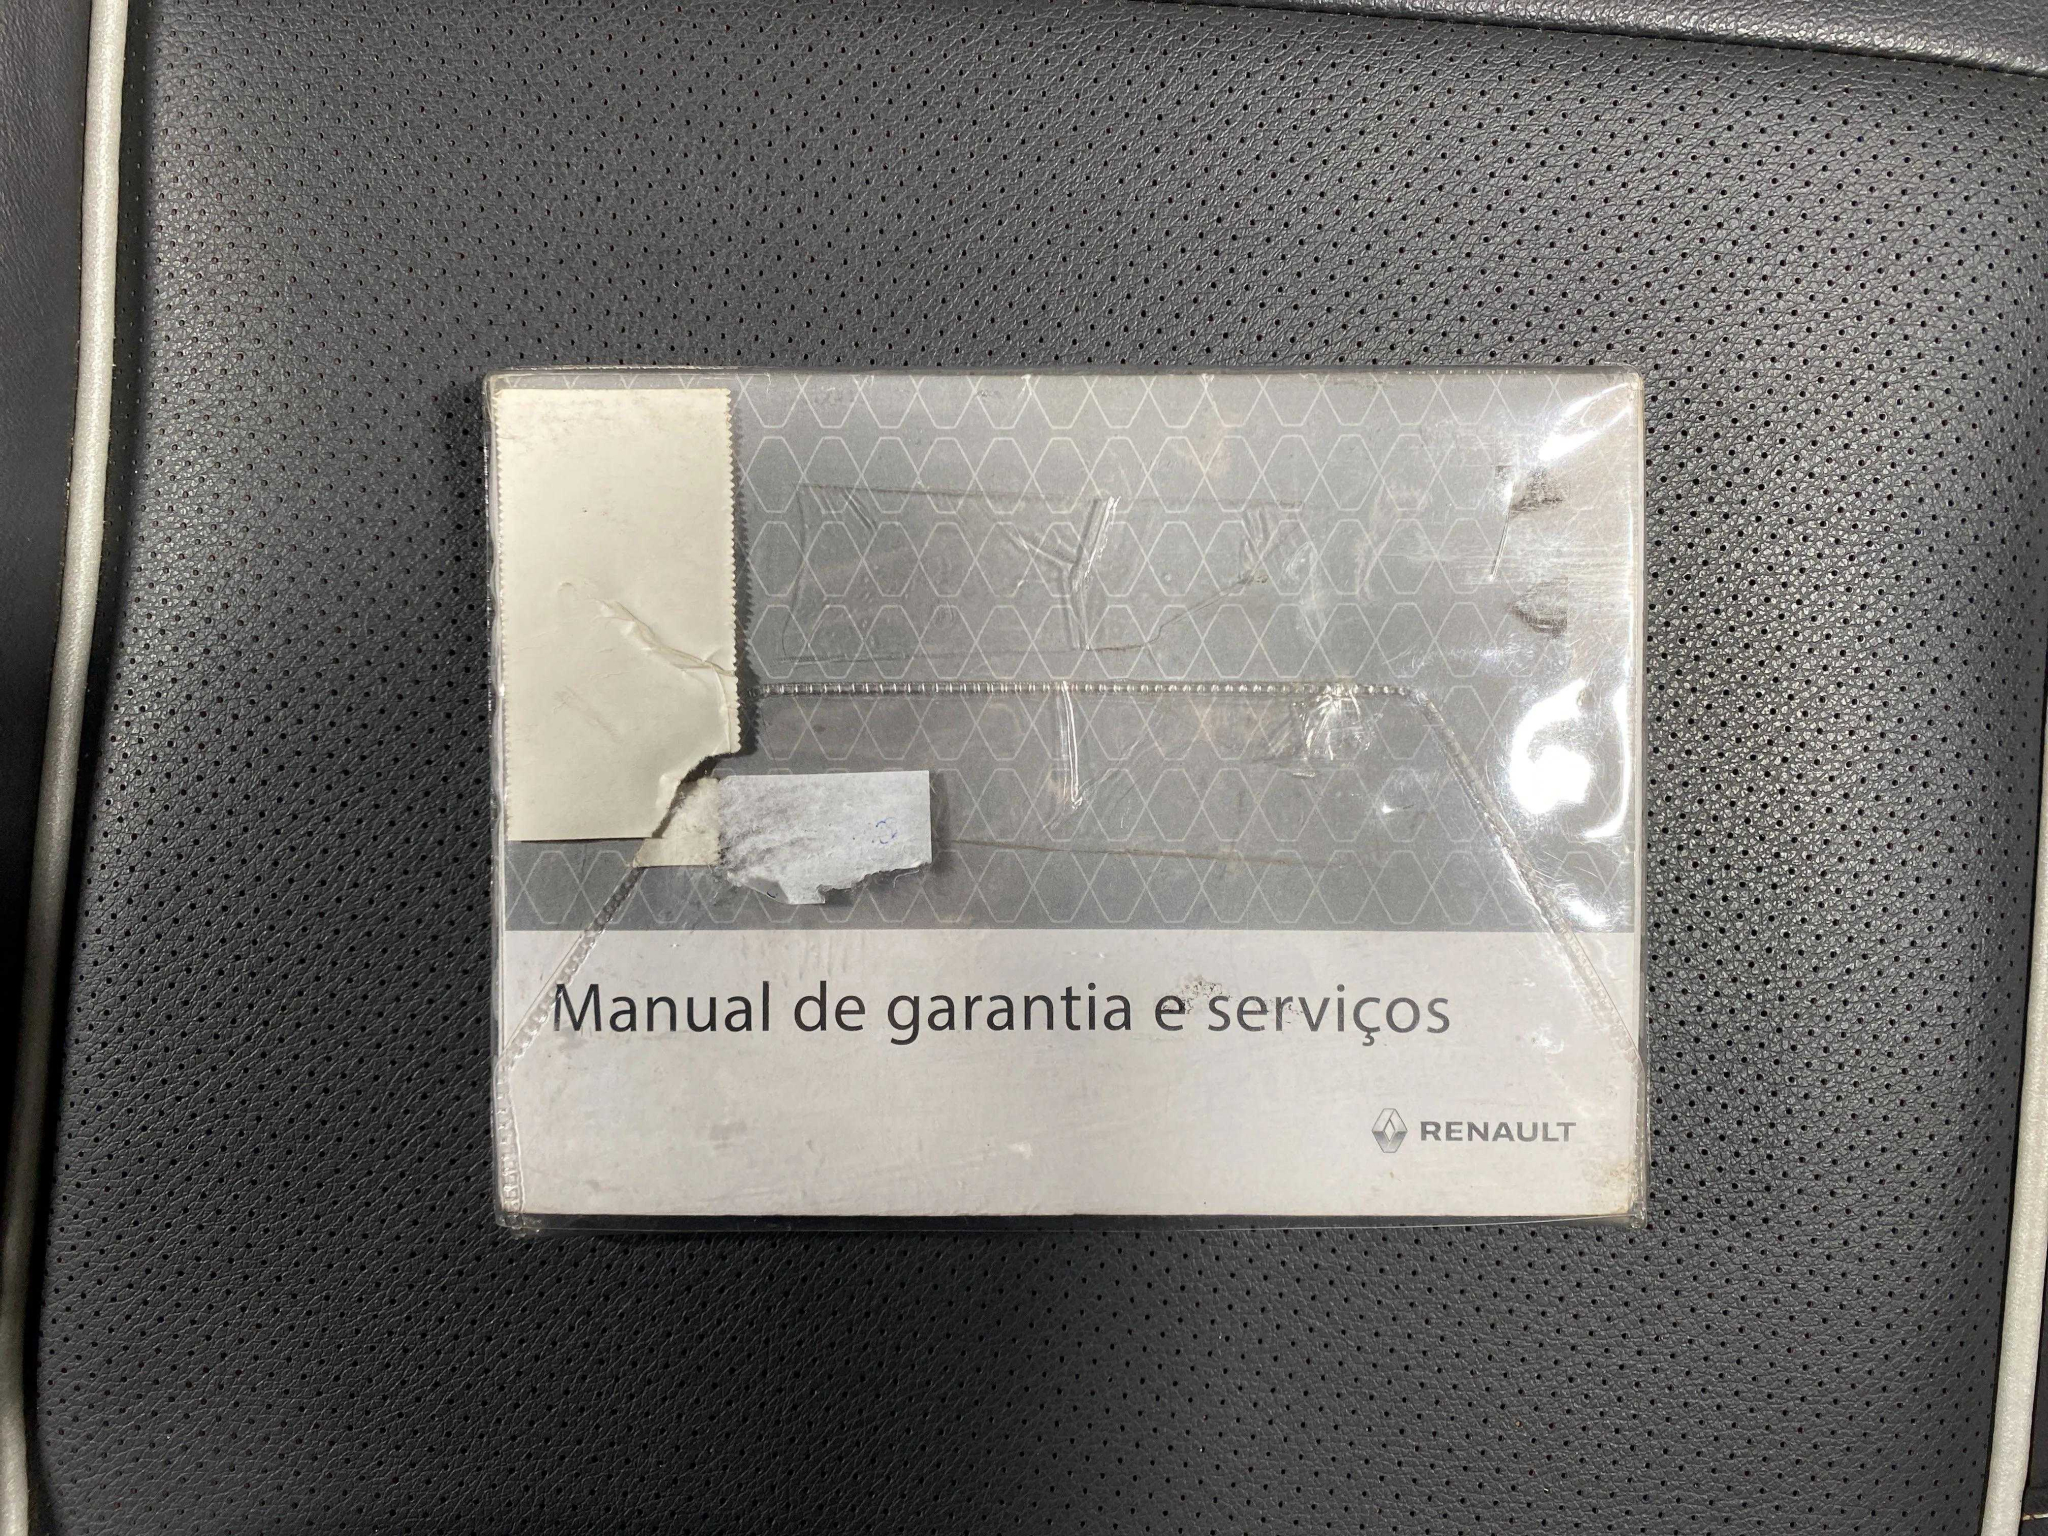 Manual de garantia e serviços
RENAULT